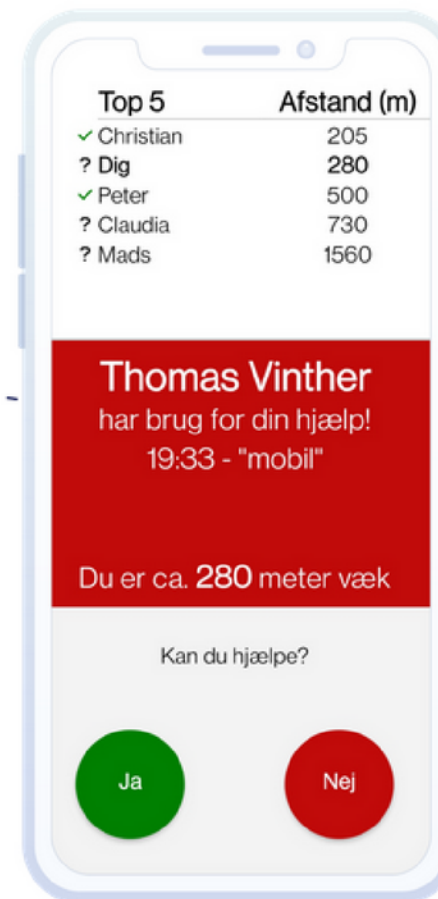 Top 5 Afstand (m)
✓ Christian 205
? Dig 280
✓ Peter 500
? Claudia 730
? Mads 1560
Thomas Vinther
har brug for din hjælp!
19:33 - "mobil"
Du er ca. 280 meter væk
Kan du hjælpe?
Ja Nej